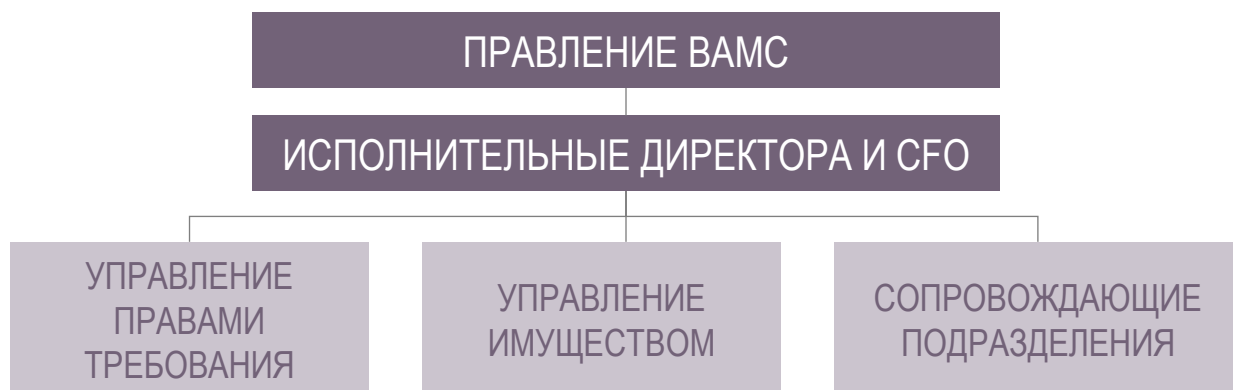 ПРАВЛЕНИЕ BAMC
ИСПОЛНИТЕЛЬНЫЕ ДИРЕКТОРА И CFO
УПРАВЛЕНИЕ
ПРАВАМИ
ТРЕБОВАНИЯ
УПРАВЛЕНИЕ
ИМУЩЕСТВОМ
СОПРОВОЖДАЮЩИЕ
ПОДРАЗДЕЛЕНИЯ